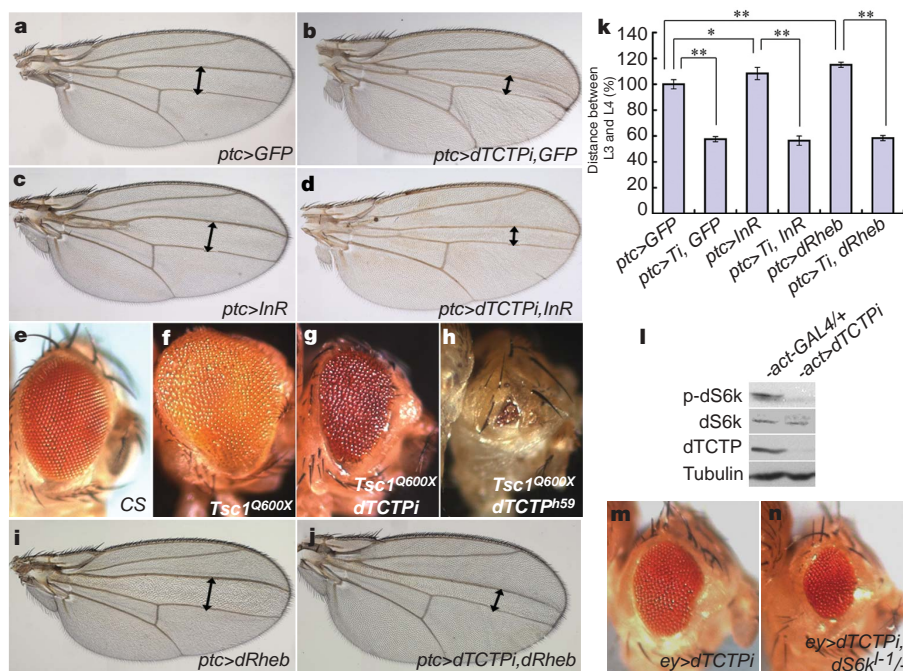 a
ptc>GFP
b
ptc>dTCTPi,GFP
c
ptc>InR
d
ptc>dTCTPi,InR
e
CS
f
Tsc1Q600X
g
Tsc1Q600X
dTCTPi
h
Tsc1Q600X
dTCTPh59
i
ptc>dRheb
j
ptc>dTCTPi,dRheb
k
Distance between
L3 and L4 (%)
140
120
100
80
60
40
20
0
**
*
**
**
**
ptc>GFP
ptc>Ti, GFP
ptc>InR
ptc>Ti, InR
ptc>dRheb
ptc>Ti, dRheb
l
-act-GAL4/+
-act>dTCTPi
p-dS6k
dS6k
dTCTP
Tubulin
m
ey>dTCTPi
n
ey>dTCTPi,
dS6kl-1/+